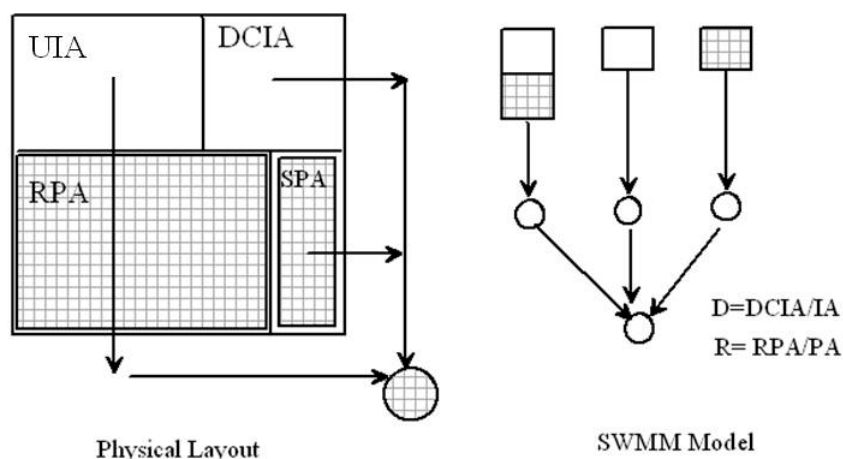 UIA
DCIA
RPA
SPA
D=DCIA/IA
R= RPA/PA
Physical Layout
SWMM Model